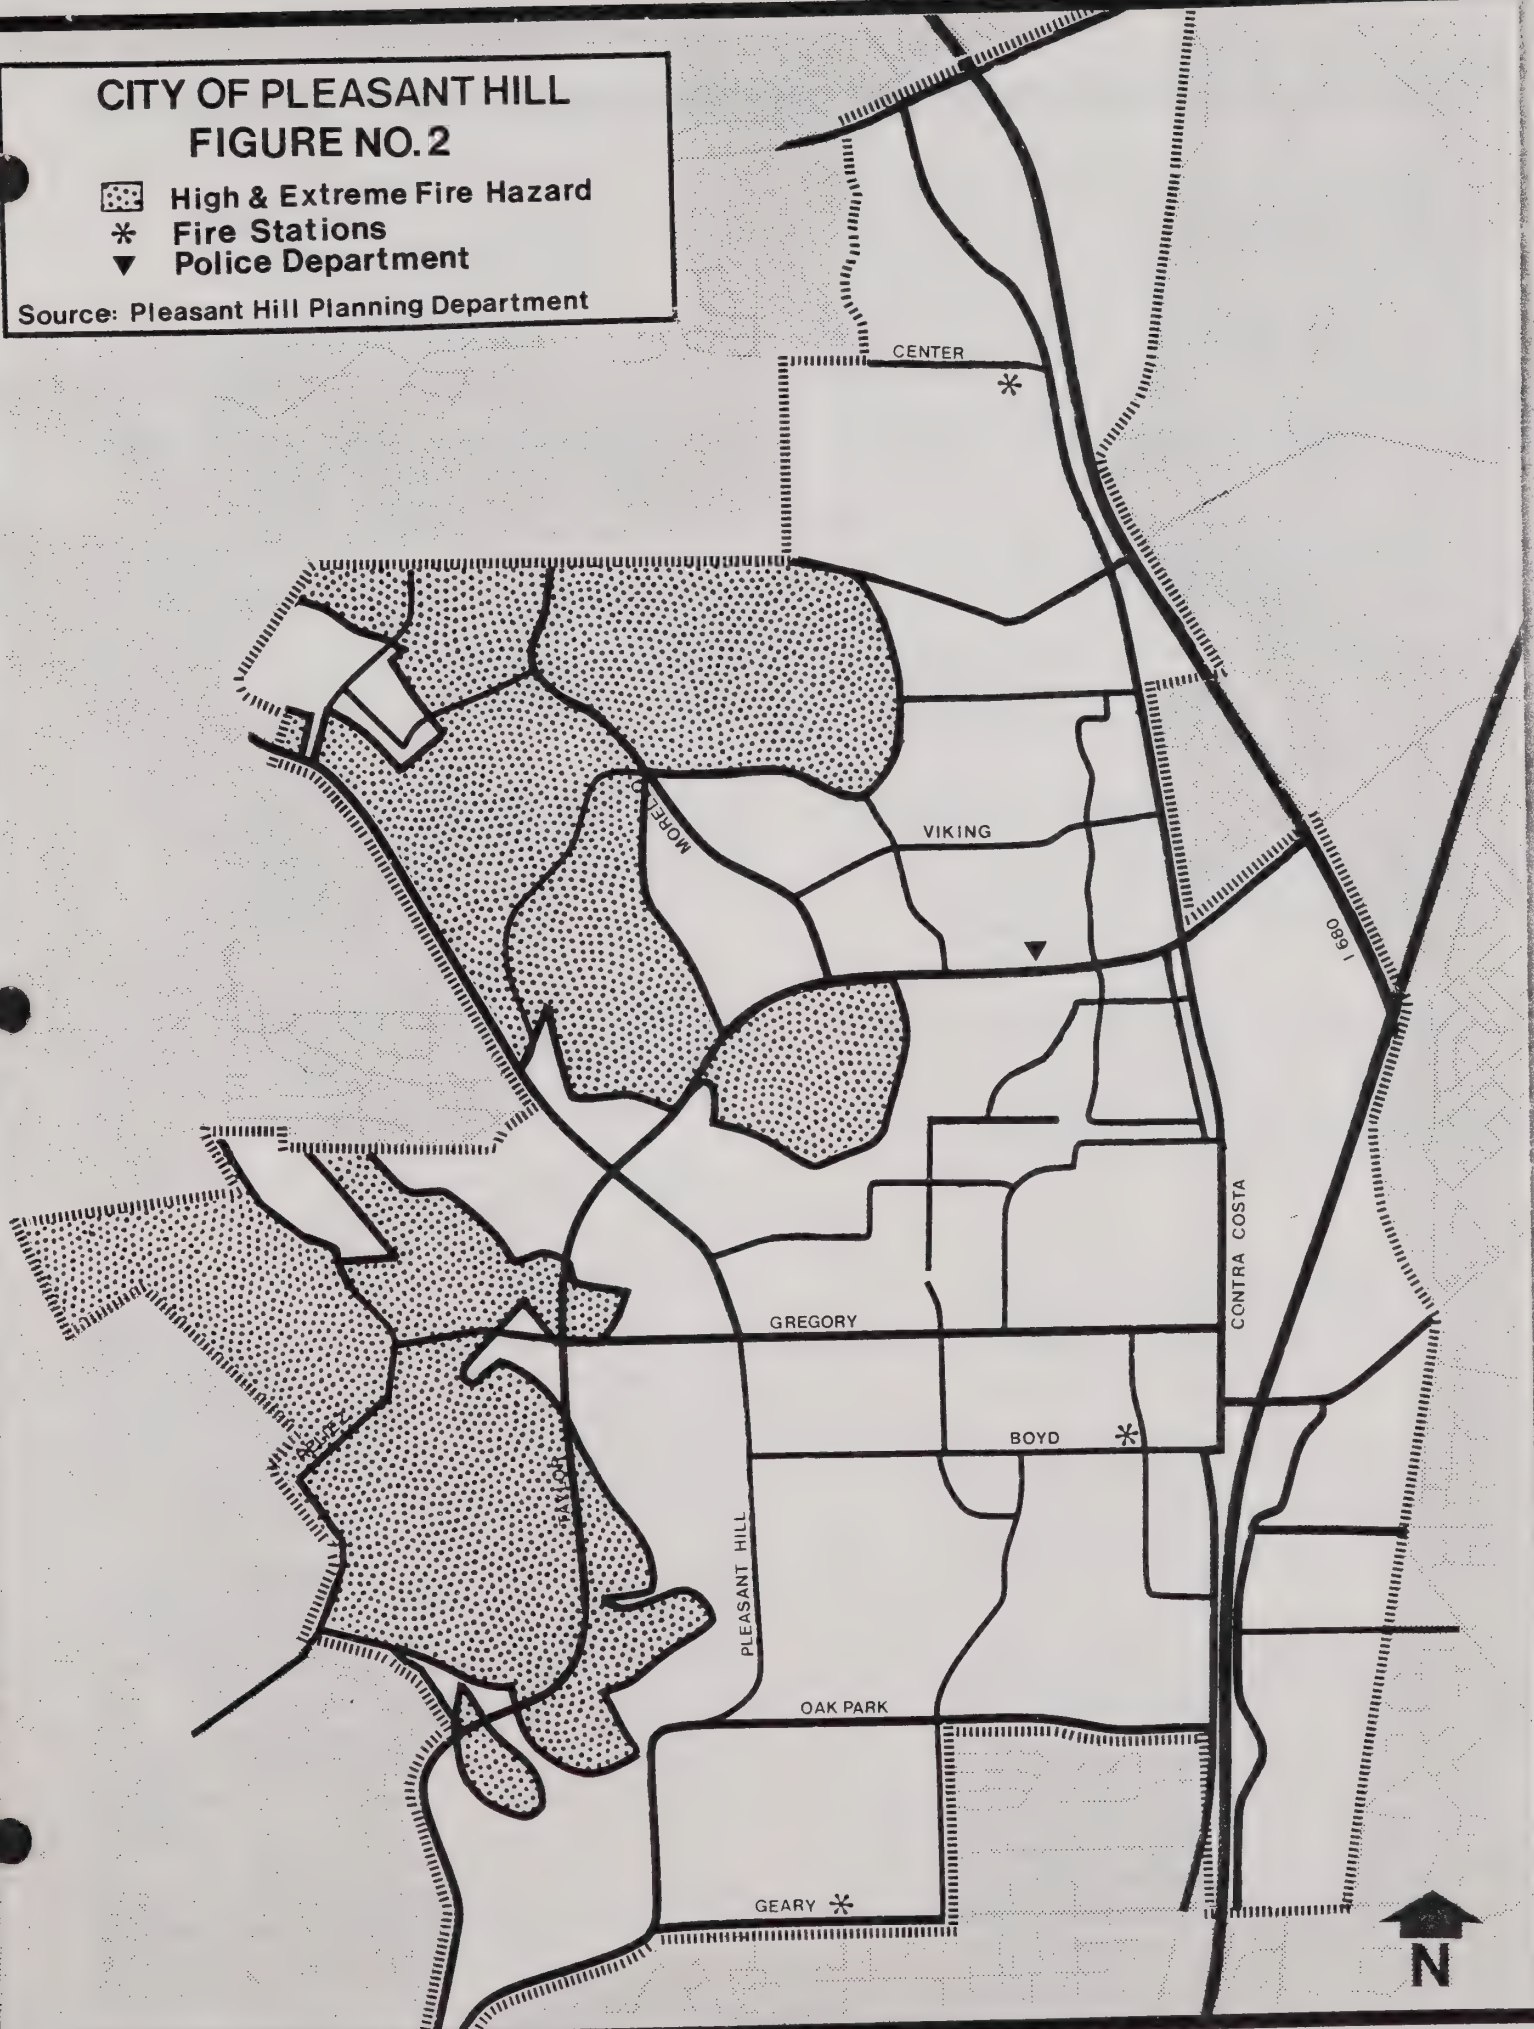 CITY OF PLEASANT HILL
FIGURE NO. 2
High & Extreme Fire Hazard
Fire Stations
Police Department
Source: Pleasant Hill Planning Department
CENTER
VIKING
I 680
CONTRA COSTA
GREGORY
BOYD
TAYLOR
PLEASANT HILL
OAK PARK
GEARY
N